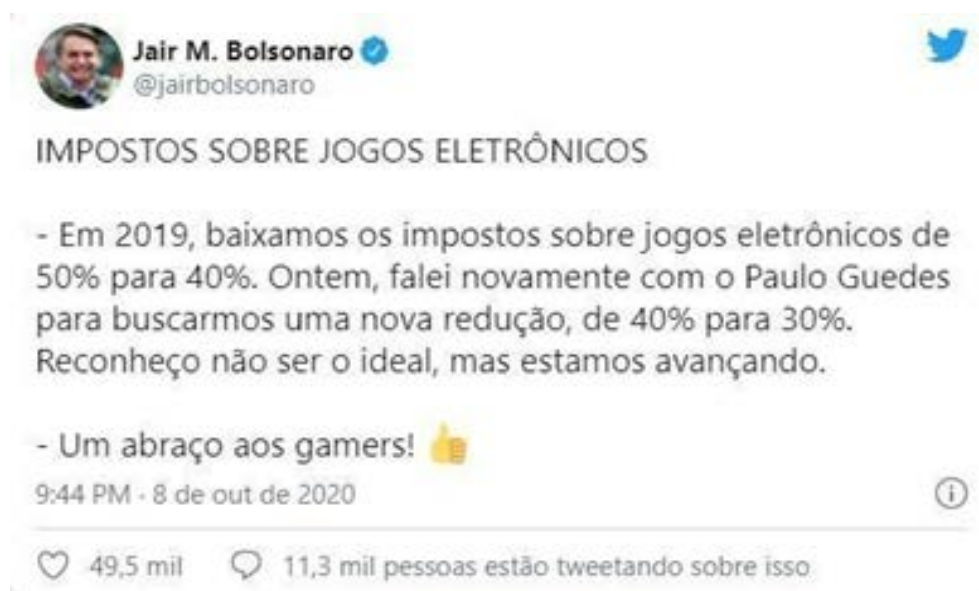 Jair M. Bolsonaro
@jairbolsonaro
IMPOSTOS SOBRE JOGOS ELETRÔNICOS
- Em 2019, baixamos os impostos sobre jogos eletrônicos de
50% para 40%. Ontem, falei novamente com o Paulo Guedes
para buscarmos uma nova redução, de 40% para 30%.
Reconheço não ser o ideal, mas estamos avançando.
- Um abraço aos gamers! 👍
9:44 PM · 8 de out de 2020
49,5 mil 11,3 mil pessoas estão tweetando sobre isso